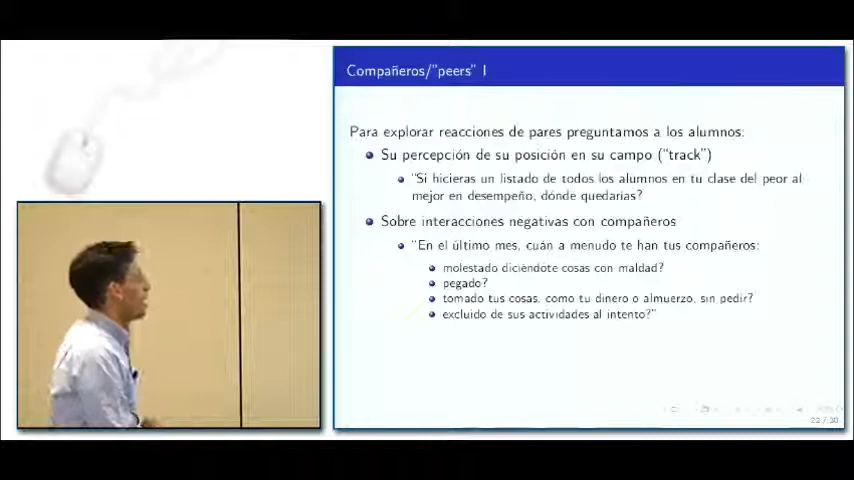 Compañeros/"peers" I
Para explorar reacciones de pares preguntamos a los alumnos:
Su percepción de su posición en su campo ("track")
"Si hicieras un listado de todos los alumnos en tu clase del peor al
mejor en desempeño, dónde quedarías?
Sobre interacciones negativas con compañeros
"En el último mes, cuán a menudo te han tus compañeros:
molestado diciéndote cosas con maldad?
pegado?
tomado tus cosas, como tu dinero o almuerzo, sin pedir?
excluido de sus actividades al intento?"
22 / 30